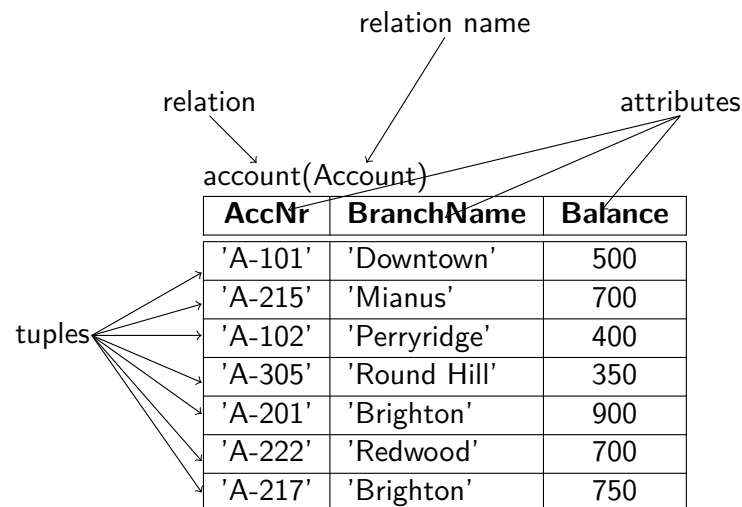 relation name
relation attributes
account(Account)
AccNr BranchName Balance
'A-101' 'Downtown' 500
'A-215' 'Mianus' 700
tuples 'A-102' 'Perryridge' 400
'A-305' 'Round Hill' 350
'A-201' 'Brighton' 900
'A-222' 'Redwood' 700
'A-217' 'Brighton' 750